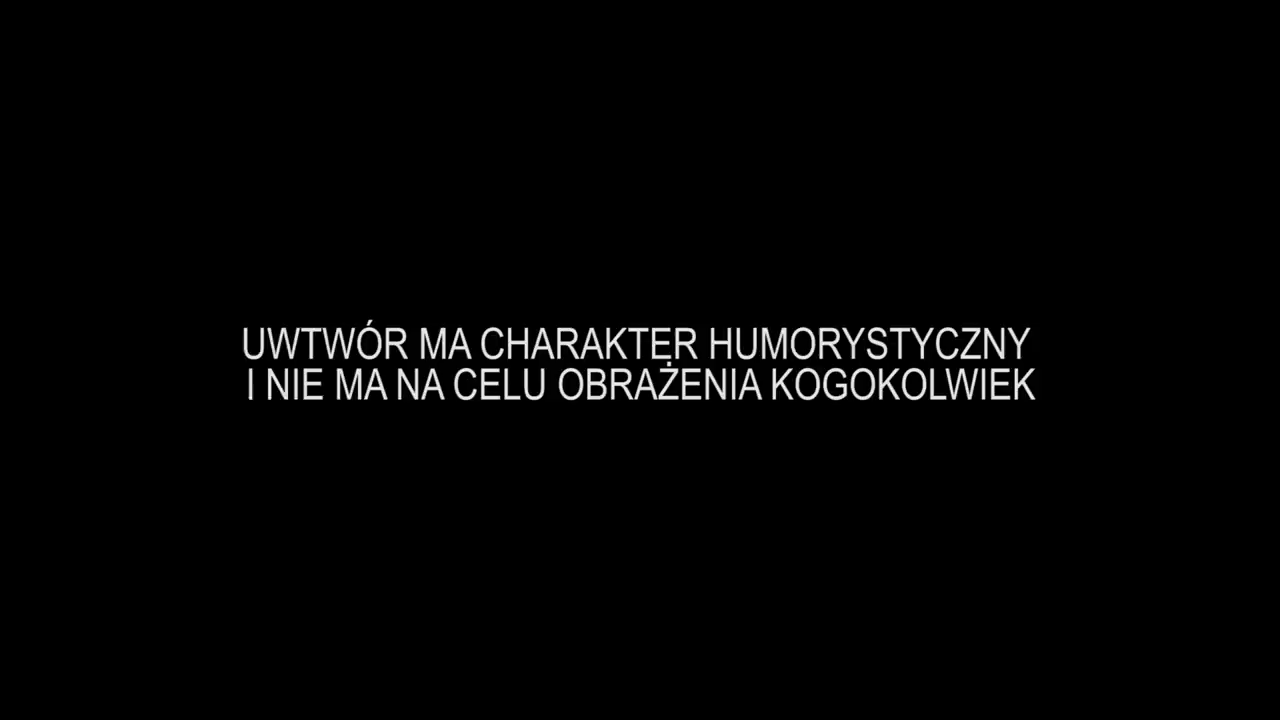 UWTWÓR MA CHARAKTER HUMORYSTYCZNY
I NIE MA NA CELU OBRAŻENIA KOGOKOLWIEK